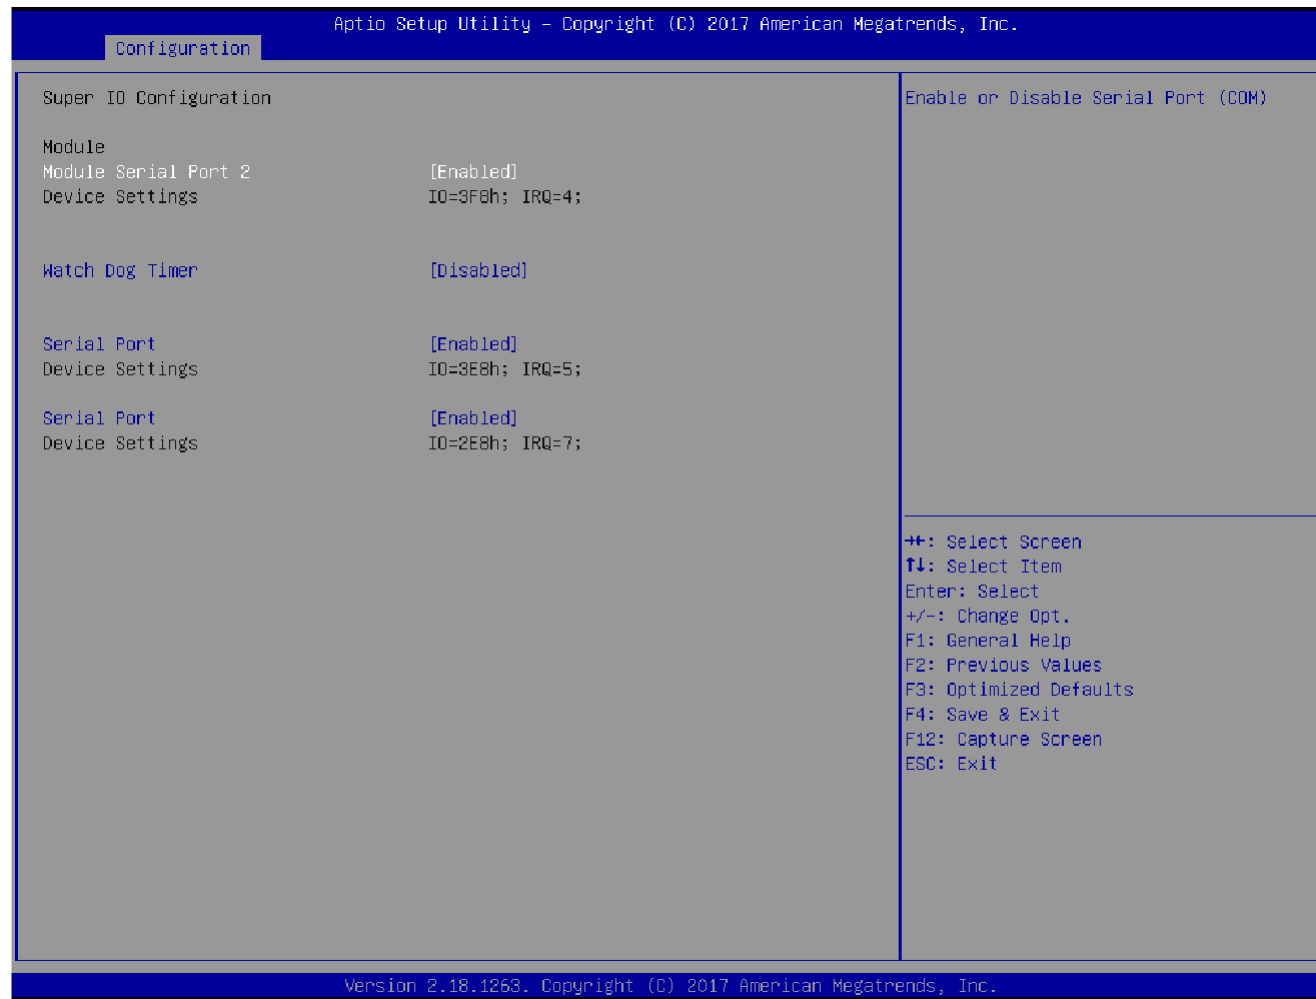 Aptio Setup Utility – Copyright (C) 2017 American Megatrends, Inc.
Configuration
Super IO Configuration
Module
Module Serial Port 2 [Enabled]
Device Settings IO=3F8h; IRQ=4;
Watch Dog Timer [Disabled]
Serial Port [Enabled]
Device Settings IO=3E8h; IRQ=5;
Serial Port [Enabled]
Device Settings IO=2E8h; IRQ=7;
Enable or Disable Serial Port (COM)
→←: Select Screen
↑↓: Select Item
Enter: Select
+/-: Change Opt.
F1: General Help
F2: Previous Values
F3: Optimized Defaults
F4: Save & Exit
F12: Capture Screen
ESC: Exit
Version 2.18.1263. Copyright (C) 2017 American Megatrends, Inc.